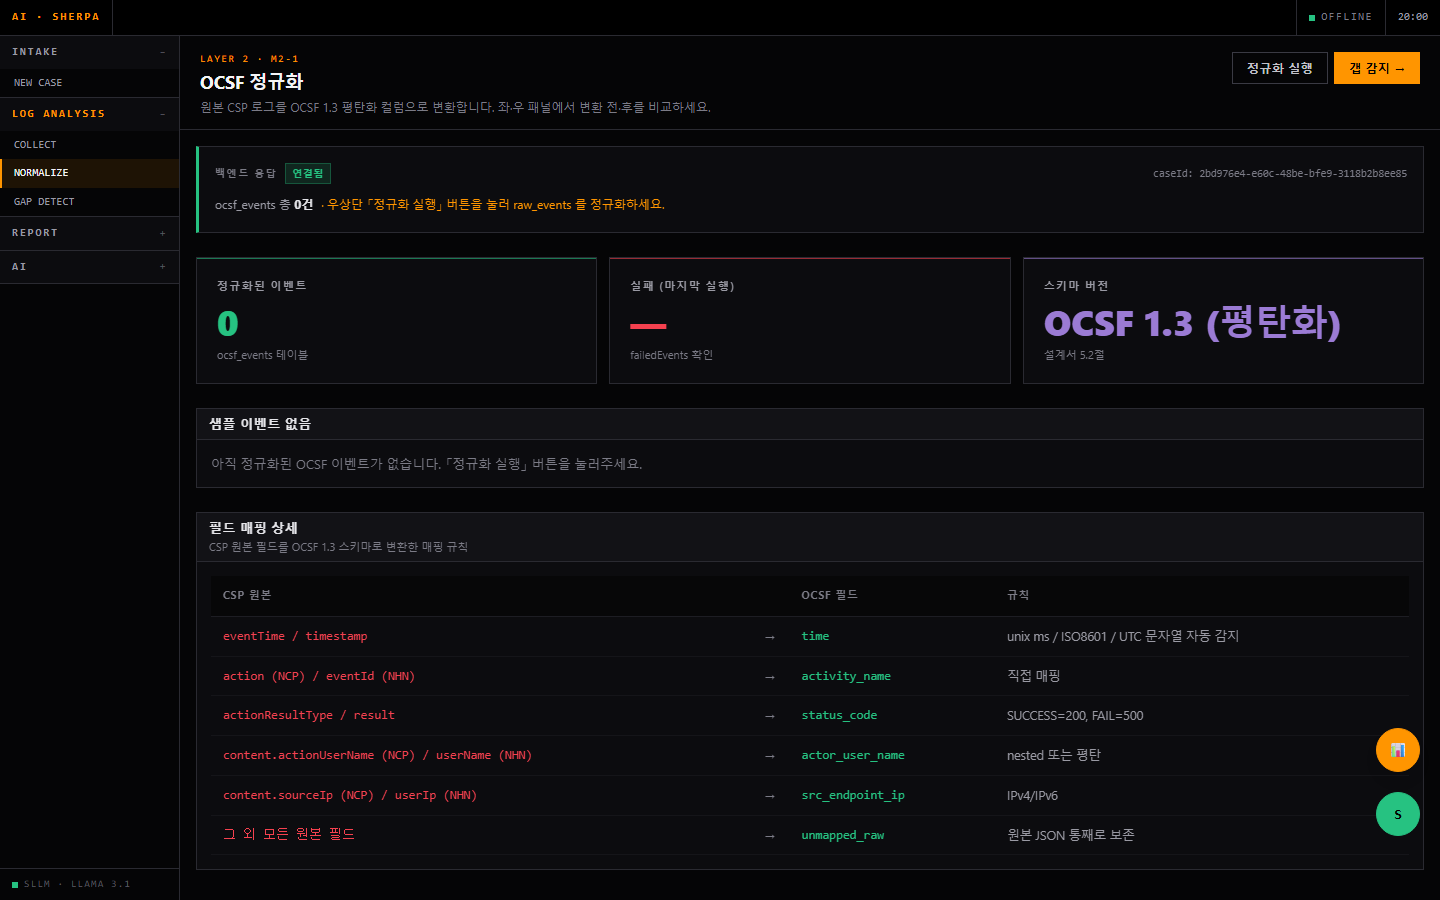 AI · SHERPA
OFFLINE
20:00
INTAKE
−
NEW CASE
LOG ANALYSIS
−
COLLECT
NORMALIZE
GAP DETECT
REPORT
+
AI
+
SLLM · LLAMA 3.1
LAYER 2 · M2-1
OCSF 정규화
원본 CSP 로그를 OCSF 1.3 평탄화 컬럼으로 변환합니다. 좌·우 패널에서 변환 전·후를 비교하세요.
정규화 실행
갭 감지 →
백엔드 응답 연결됨
caseId: 2bd976e4-e60c-48be-bfe9-3118b2b8ee85
ocsf_events 총 0건 · 우상단 「정규화 실행」 버튼을 눌러 raw_events 를 정규화하세요.
정규화된 이벤트
0
ocsf_events 테이블
실패 (마지막 실행)
—
failedEvents 확인
스키마 버전
OCSF 1.3 (평탄화)
설계서 5.2절
샘플 이벤트 없음
아직 정규화된 OCSF 이벤트가 없습니다. 「정규화 실행」 버튼을 눌러주세요.
필드 매핑 상세
CSP 원본 필드를 OCSF 1.3 스키마로 변환한 매핑 규칙
CSP 원본 OCSF 필드 규칙
eventTime / timestamp → time unix ms / ISO8601 / UTC 문자열 자동 감지
action (NCP) / eventId (NHN) → activity_name 직접 매핑
actionResultType / result → status_code SUCCESS=200, FAIL=500
content.actionUserName (NCP) / userName (NHN) → actor_user_name nested 또는 평탄
content.sourceIp (NCP) / userIp (NHN) → src_endpoint_ip IPv4/IPv6
그 외 모든 원본 필드 → unmapped_raw 원본 JSON 통째로 보존
S